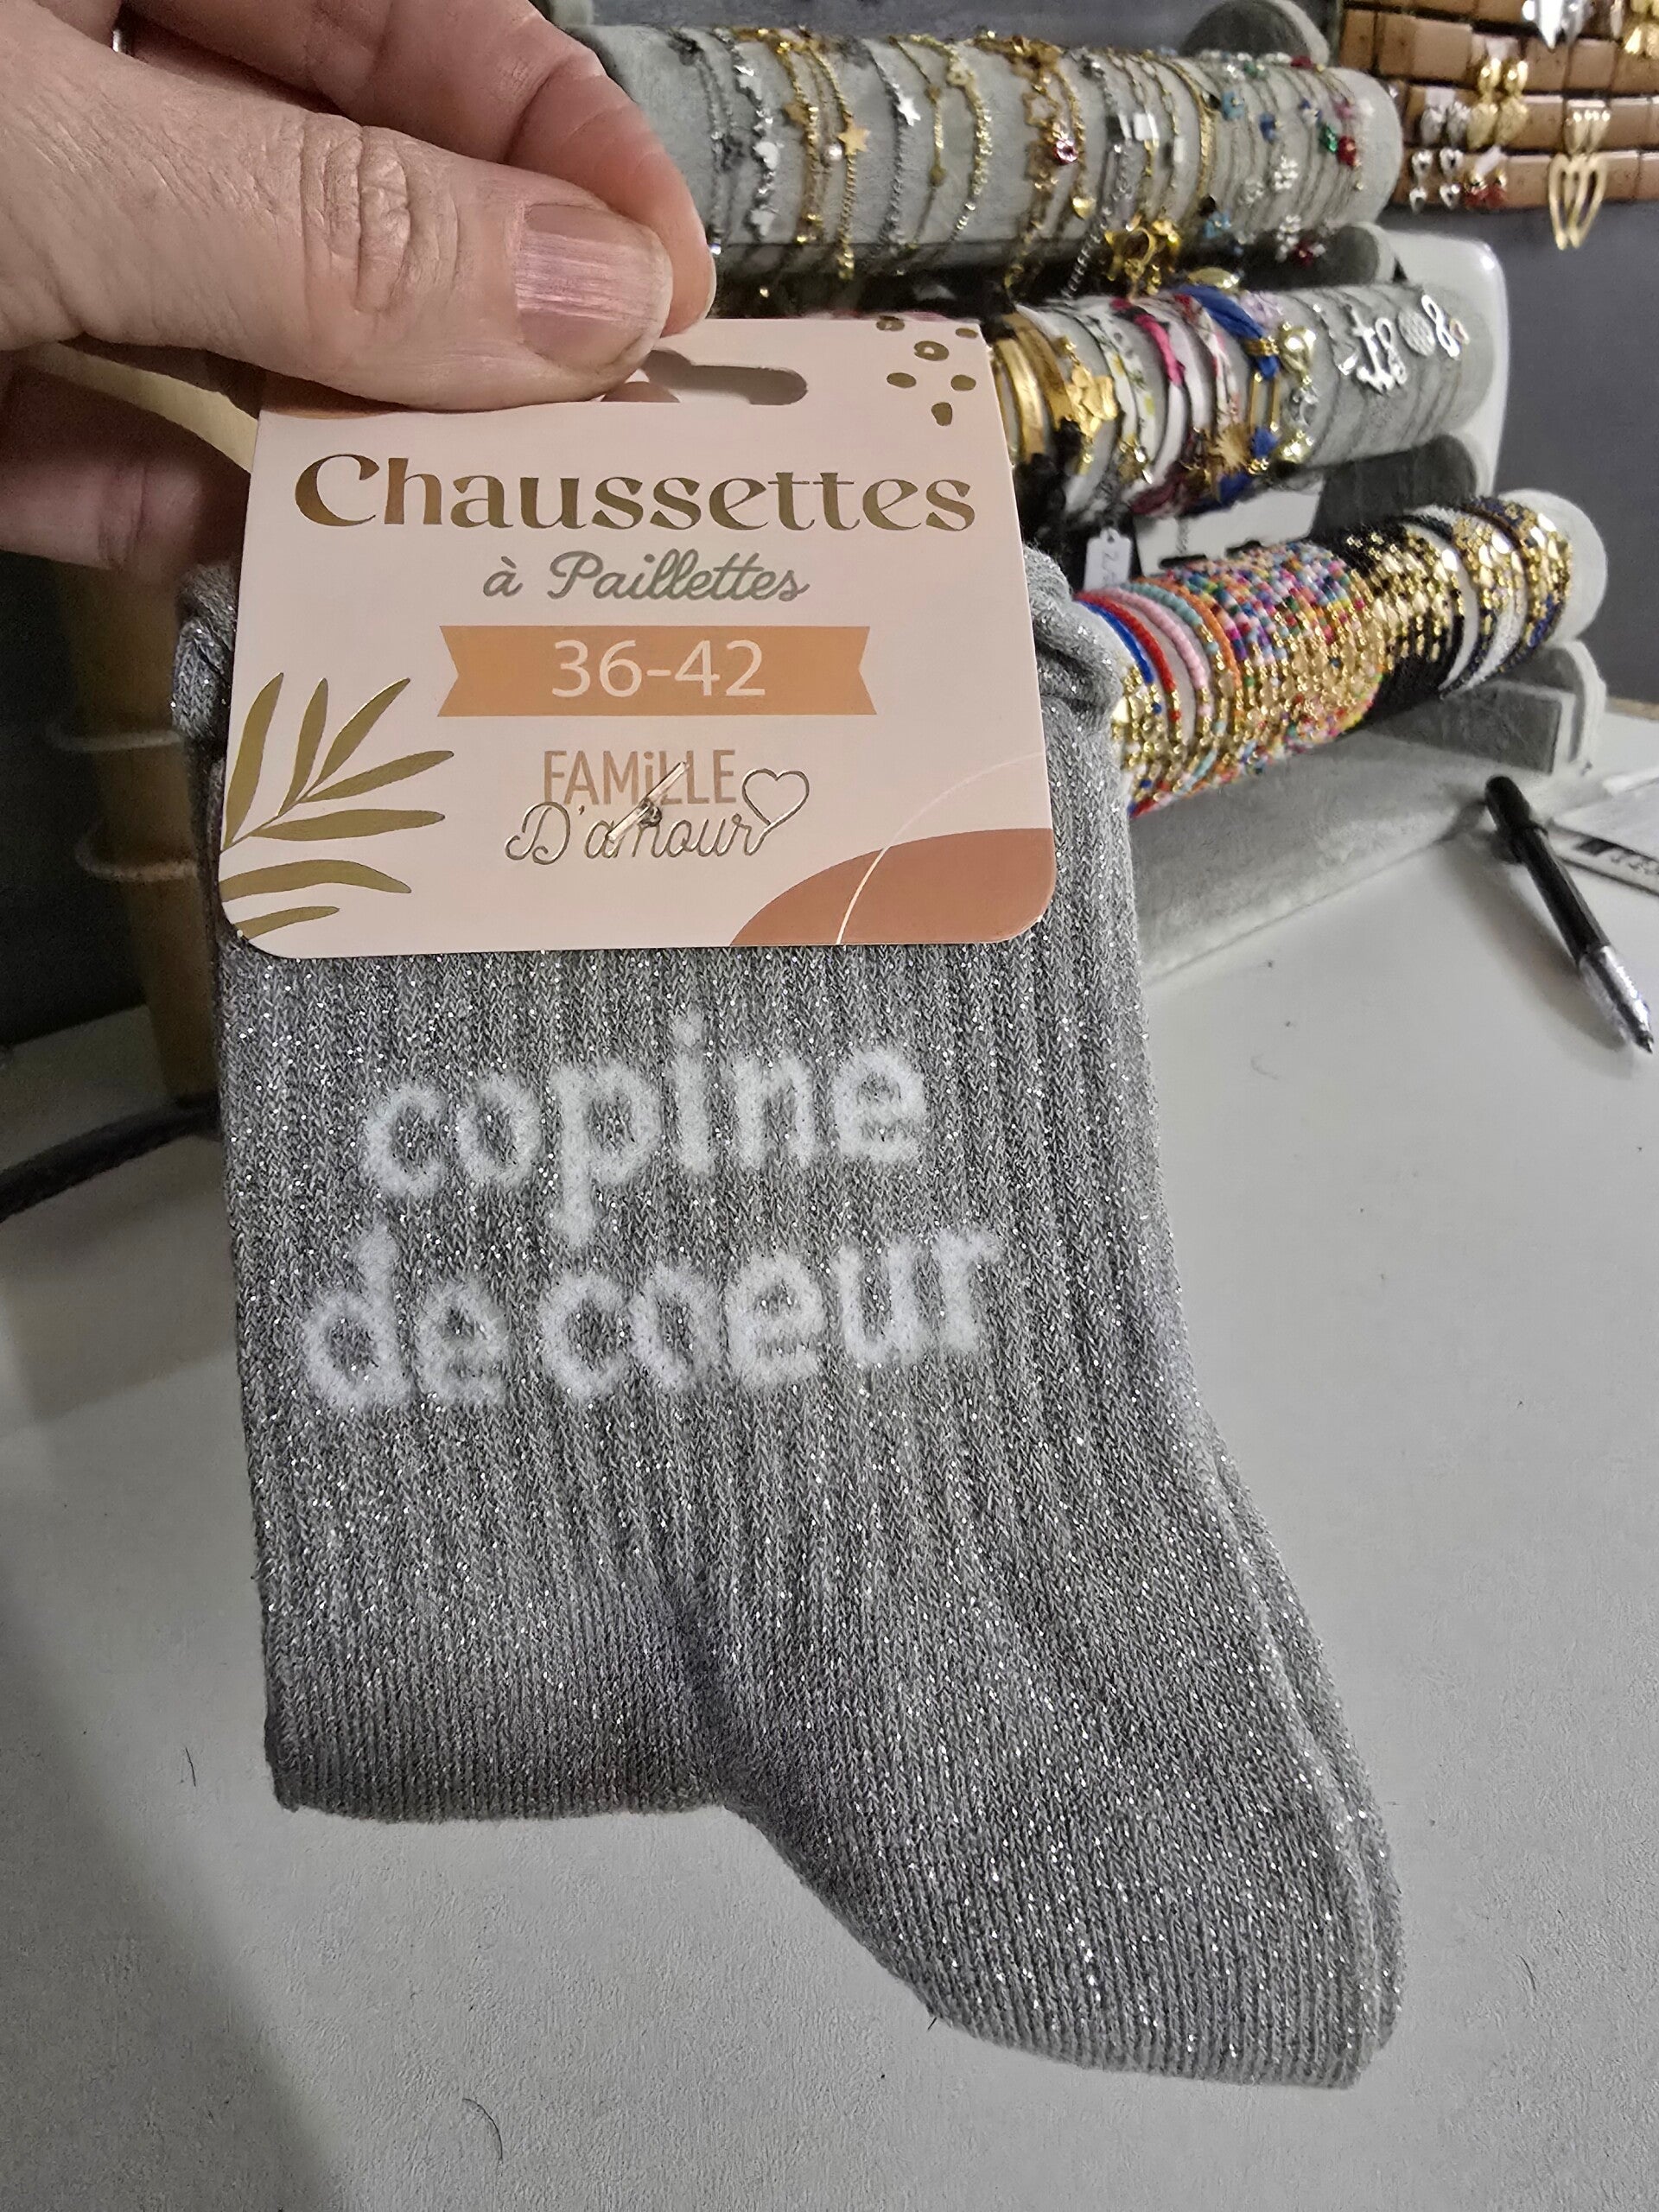 Chaussettes
à Paillettes
36-42
FAMiLLE
D'amour
copine
de coeur